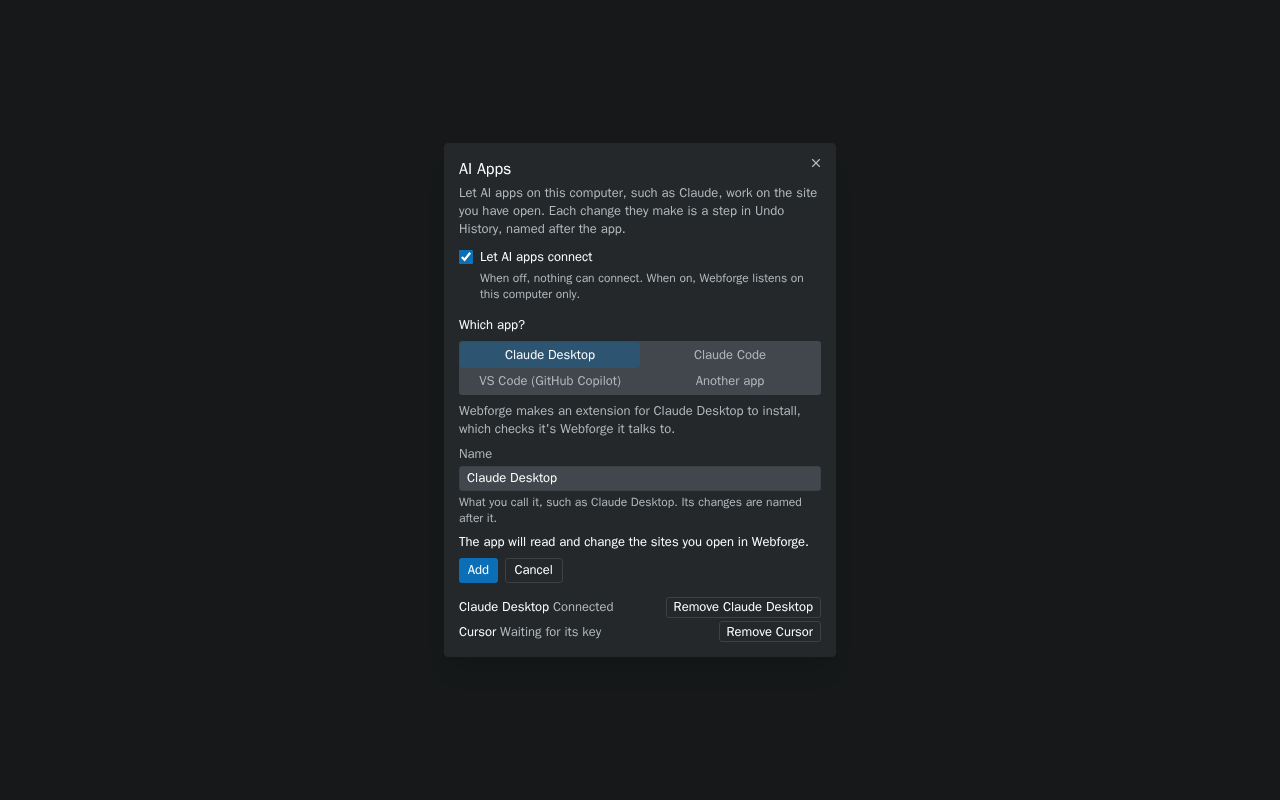 AI Apps
Let AI apps on this computer, such as Claude, work on the site
you have open. Each change they make is a step in Undo
History, named after the app.
Let AI apps connect
When off, nothing can connect. When on, Webforge listens on
this computer only.
Which app?
Claude Desktop
Claude Code
VS Code (GitHub Copilot)
Another app
Webforge makes an extension for Claude Desktop to install,
which checks it's Webforge it talks to.
Name
Claude Desktop
What you call it, such as Claude Desktop. Its changes are named
after it.
The app will read and change the sites you open in Webforge.
Add
Cancel
Claude Desktop Connected
Remove Claude Desktop
Cursor Waiting for its key
Remove Cursor